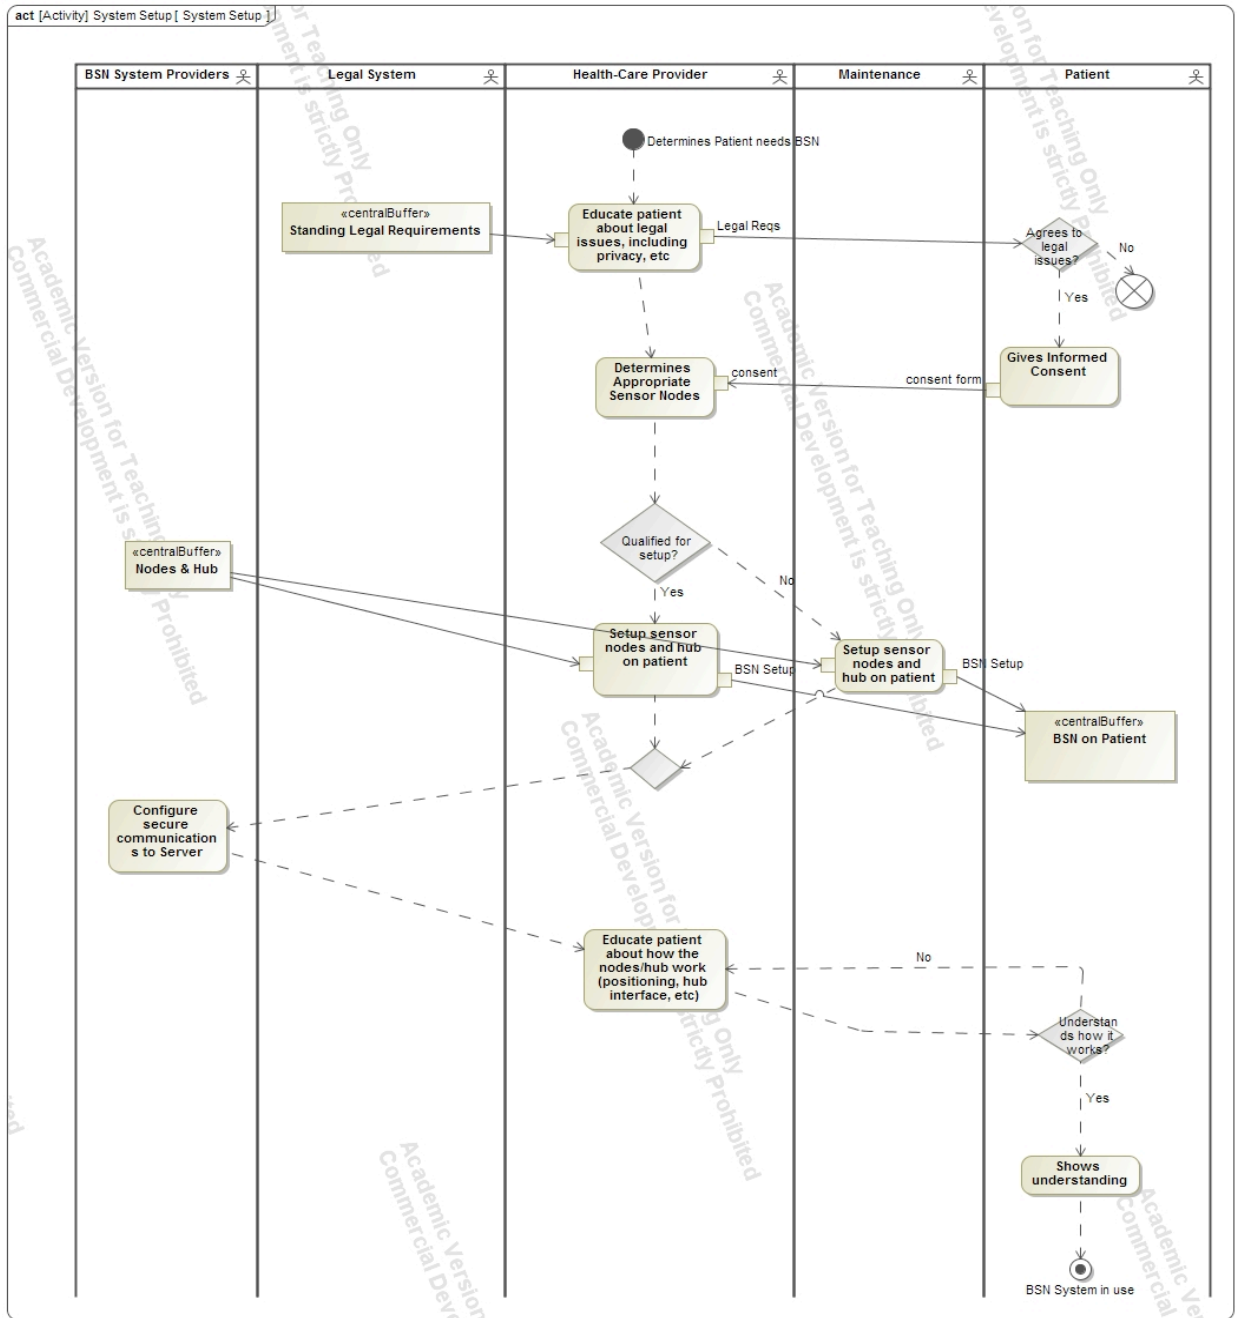 act [Activity] System Setup [ System Setup ]
BSN System Providers
Legal System
Health-Care Provider
Maintenance
Patient
Determines Patient needs BSN
«centralBuffer»
Standing Legal Requirements
Educate patient
about legal
issues, including
privacy, etc
Legal Reqs
Agrees to
legal
issues?
No
Yes
Determines
Appropriate
Sensor Nodes
consent
consent form
Gives Informed
Consent
Qualified for
setup?
No
Yes
«centralBuffer»
Nodes & Hub
Setup sensor
nodes and hub
on patient
BSN Setup
Setup sensor
nodes and
hub on patient
BSN Setup
«centralBuffer»
BSN on Patient
Configure
secure
communication
s to Server
Educate patient
about how the
nodes/hub work
(positioning, hub
interface, etc)
No
Understan
ds how it
works?
Yes
Shows
understanding
BSN System in use
Academic Version for Teaching Only
Commercial Development is strictly Prohibited